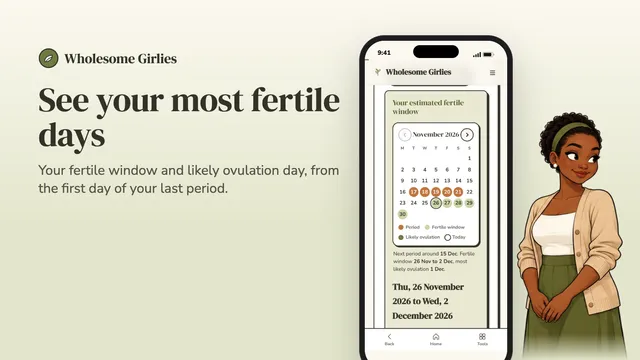 Wholesome Girlies
See your most fertile
days
Your fertile window and likely ovulation day, from
the first day of your last period.
9:41
Wholesome Girlies
Your estimated fertile
window
November 2026
M T W T F S S
1
2 3 4 5 6 7 8
9 10 11 12 13 14 15
16 17 18 19 20 21 22
23 24 25 26 27 28 29
30
Period Fertile window
Likely ovulation Today
Next period around 15 Dec. Fertile
window 26 Nov to 2 Dec, most
likely ovulation 1 Dec.
Thu, 26 November
2026 to Wed, 2
December 2026
Back Home Tools